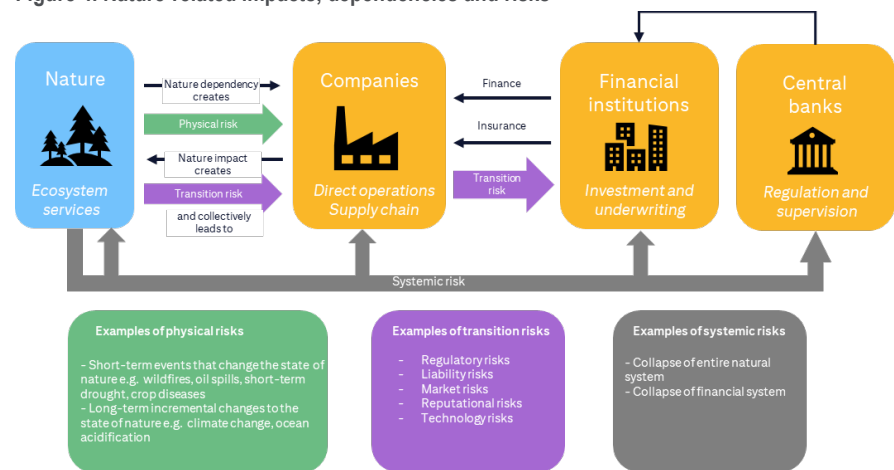 Nature
Ecosystem
services
Nature dependency
creates
Physical risk
Nature impact
creates
Transition risk
and collectively
leads to
Companies
Direct operations
Supply chain
Finance
Insurance
Transition
risk
Financial
institutions
Investment and
underwriting
Central
banks
Regulation and
supervision
Systemic risk
Examples of physical risks
- Short-term events that change the state of
nature e.g. wildfires, oil spills, short-term
drought, crop diseases
- Long-term incremental changes to the
state of nature e.g. climate change, ocean
acidification
Examples of transition risks
- Regulatory risks
- Liability risks
- Market risks
- Reputational risks
- Technology risks
Examples of systemic risks
- Collapse of entire natural
system
- Collapse of financial system